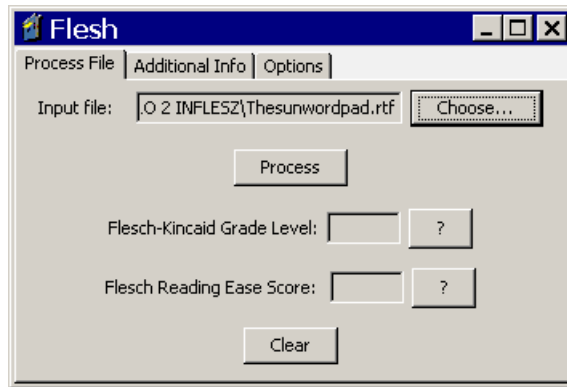 Flesh
Process File Additional Info Options
Input file: .O 2 INFLESZ\Thesunwordpad.rtf Choose...
Process
Flesch-Kincaid Grade Level: ?
Flesch Reading Ease Score: ?
Clear